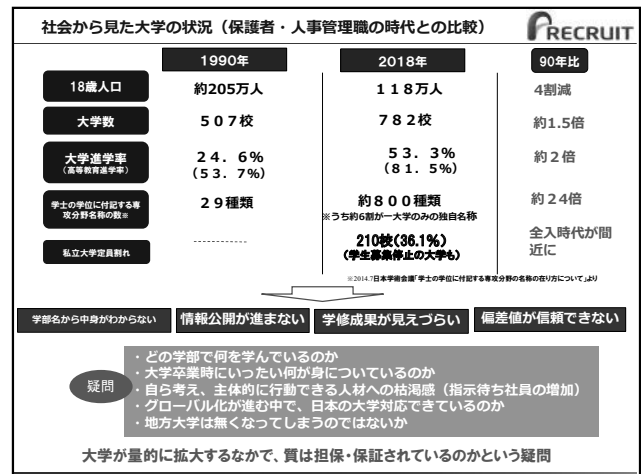 社会から見た大学の状況（保護者・人事管理職の時代との比較）
RECRUIT
1990年 2018年 90年比
18歳人口 約205万人 １１８万人 4割減
大学数 ５０７校 ７８２校 約1.5倍
大学進学率 ２４．６％ ５３．３％ 約２倍
（高等教育進学率） （５３．７％） （８１．５％）
学士の学位に付記する専攻分野名称の数※ ２９種類 約８００種類 約２４倍
※うち約６割が一大学のみの独自名称
私立大学定員割れ ---------- 210校(36.1%) 全入時代が間近に
(学生募集停止の大学も)
※2014.7日本学術会議「学士の学位に付記する専攻分野の名称の在り方について」より
学部名から中身がわからない 情報公開が進まない 学修成果が見えづらい 偏差値が信頼できない
疑問
・どの学部で何を学んでいるのか
・大学卒業時にいったい何が身についているのか
・自ら考え、主体的に行動できる人材への枯渇感（指示待ち社員の増加）
・グローバル化が進む中で、日本の大学対応できているのか
・地方大学は無くなってしまうのではないか
大学が量的に拡大するなかで、質は担保・保証されているのかという疑問